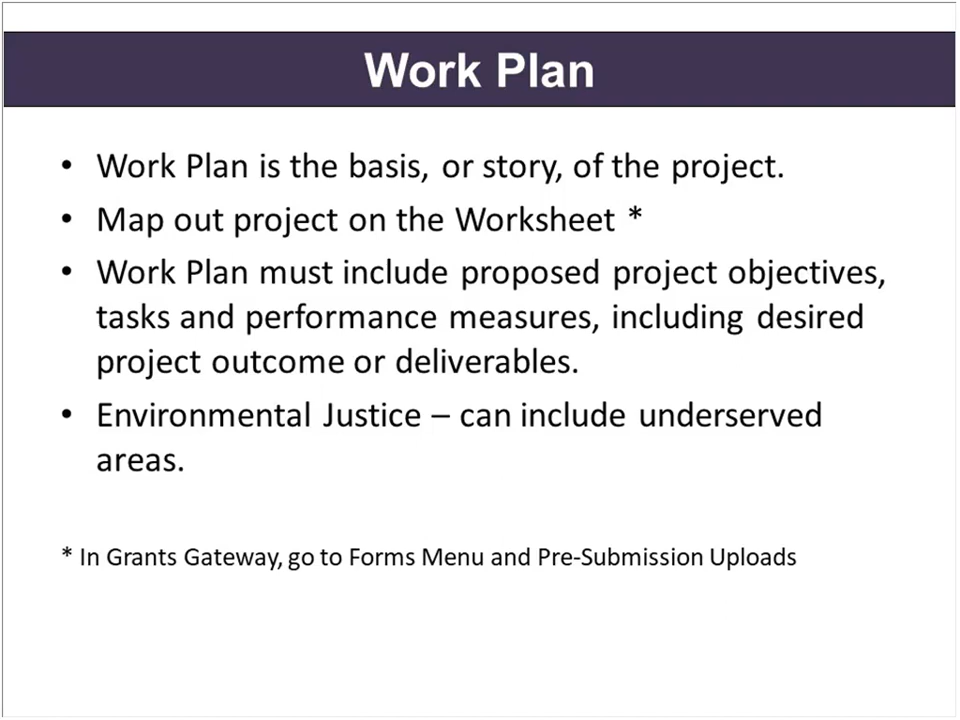 Work Plan
• Work Plan is the basis, or story, of the project.
• Map out project on the Worksheet *
• Work Plan must include proposed project objectives,
tasks and performance measures, including desired
project outcome or deliverables.
• Environmental Justice – can include underserved
areas.
* In Grants Gateway, go to Forms Menu and Pre-Submission Uploads